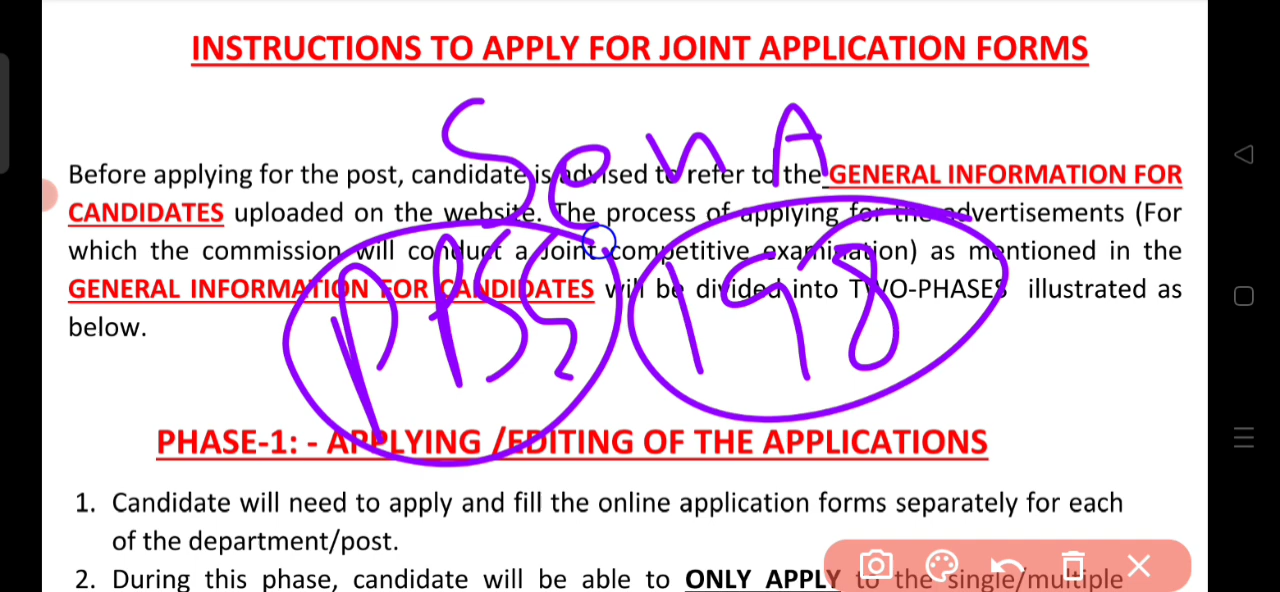 INSTRUCTIONS TO APPLY FOR JOINT APPLICATION FORMS
SonA
Before applying for the post, candidate is advised to refer to the GENERAL INFORMATION FOR
CANDIDATES uploaded on the website. The process of applying for the advertisements (For
which the commission will conduct a joint competitive examination) as mentioned in the
GENERAL INFORMATION FOR CANDIDATES will be divided into TWO-PHASES illustrated as
below.
198
PHASE-1: - APPLYING /EDITING OF THE APPLICATIONS
1. Candidate will need to apply and fill the online application forms separately for each
of the department/post.
2. During this phase, candidate will be able to ONLY APPLY to the single/multiple